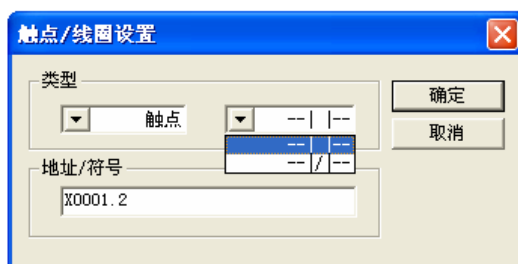 触点/线圈设置
类型
触点
--| |--
--| |--
--|/|--
确定
取消
地址/符号
X0001.2